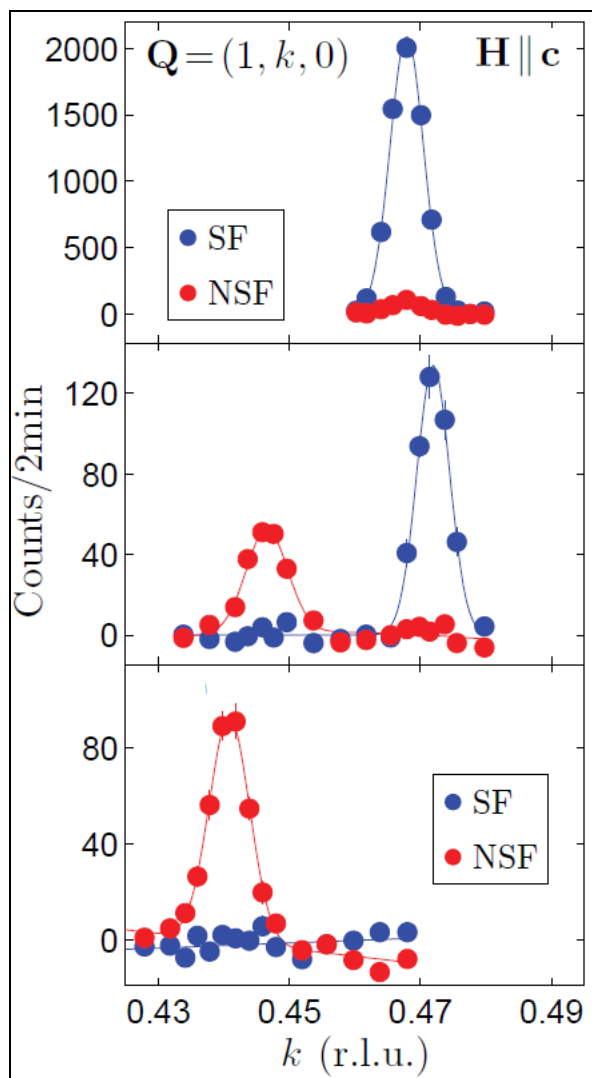 Q=(1, k, 0)
H ∥ c
2000
1500
1000
500
0
SF
NSF
Counts/2min
120
80
40
0
80
40
0
SF
NSF
0.43
0.45
0.47
0.49
k (r.l.u.)